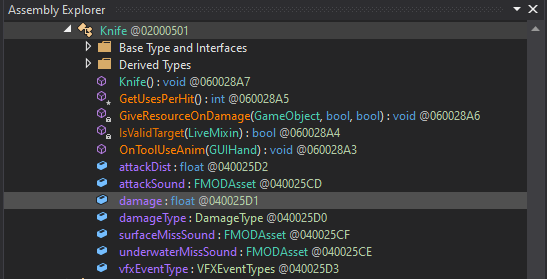 Assembly Explorer
Knife @02000501
Base Type and Interfaces
Derived Types
Knife() : void @060028A7
GetUsesPerHit() : int @060028A5
GiveResourceOnDamage(GameObject, bool, bool) : void @060028A6
IsValidTarget(LiveMixin) : bool @060028A4
OnToolUseAnim(GUIHand) : void @060028A3
attackDist : float @040025D2
attackSound : FMODAsset @040025CD
damage : float @040025D1
damageType : DamageType @040025D0
surfaceMissSound : FMODAsset @040025CF
underwaterMissSound : FMODAsset @040025CE
vfxEventType : VFXEventTypes @040025D3